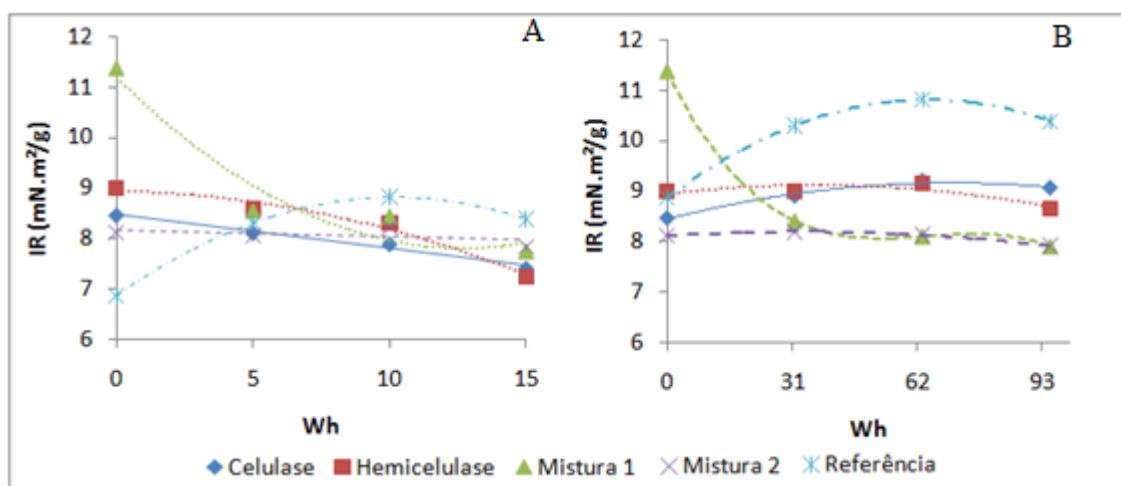 A
IR (mN.m²/g)
12
11
10
9
8
7
6
0 5 10 15
Wh
B
IR (mN.m²/g)
12
11
10
9
8
7
6
0 31 62 93
Wh
Celulase Hemicelulase Mistura 1 Mistura 2 Referência